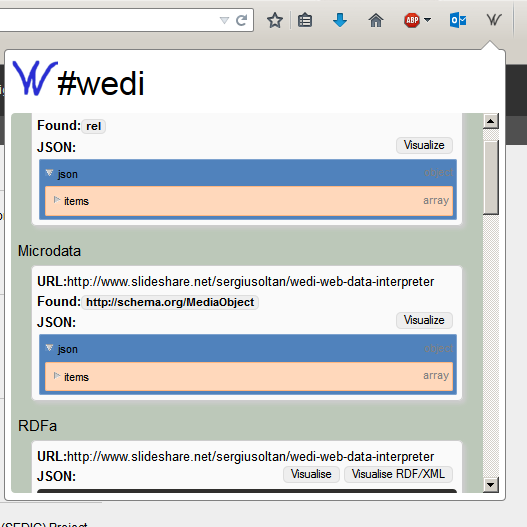 ABP
W #wedi
Found: rel
JSON: Visualize
json object
items array
Microdata
URL:http://www.slideshare.net/sergiusoltan/wedi-web-data-interpreter
Found: http://schema.org/MediaObject
JSON: Visualize
json object
items array
RDFa
URL:http://www.slideshare.net/sergiusoltan/wedi-web-data-interpreter
JSON: Visualise Visualise RDF/XML
(SEDIC) Project